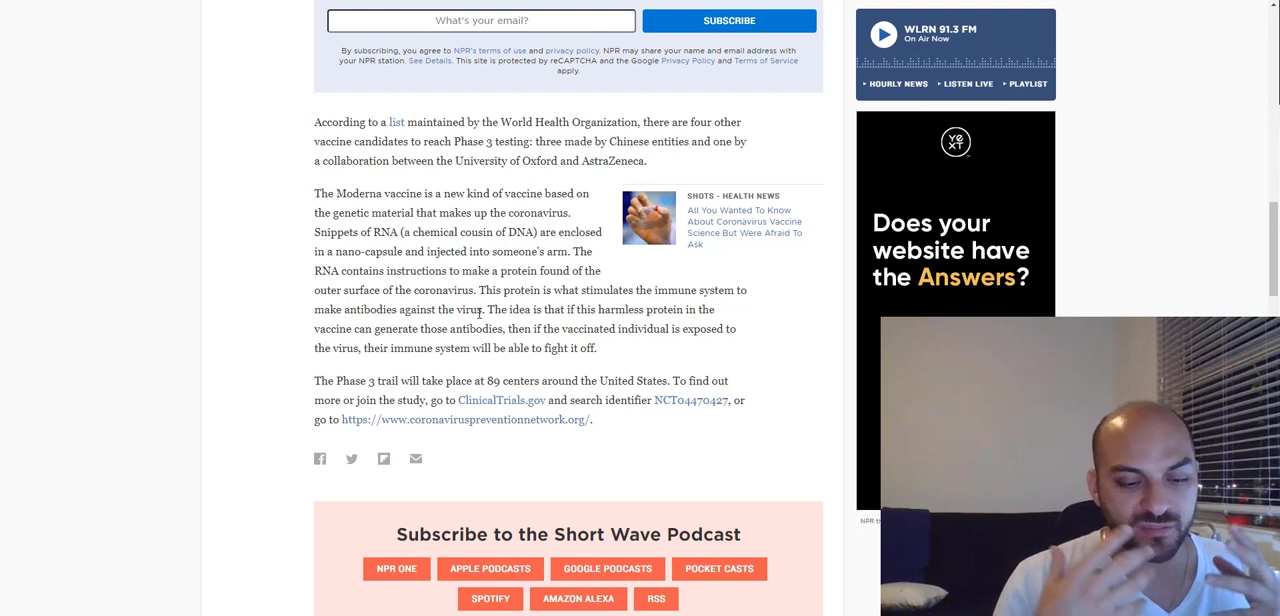 What's your email?
SUBSCRIBE
By subscribing, you agree to NPR's terms of use and privacy policy. NPR may share your name and email address with
your NPR station. See Details. This site is protected by reCAPTCHA and the Google Privacy Policy and Terms of Service
apply.
According to a list maintained by the World Health Organization, there are four other
vaccine candidates to reach Phase 3 testing: three made by Chinese entities and one by
a collaboration between the University of Oxford and AstraZeneca.
The Moderna vaccine is a new kind of vaccine based on
the genetic material that makes up the coronavirus.
Snippets of RNA (a chemical cousin of DNA) are enclosed
in a nano-capsule and injected into someone's arm. The
RNA contains instructions to make a protein found of the
outer surface of the coronavirus. This protein is what stimulates the immune system to
make antibodies against the virus. The idea is that if this harmless protein in the
vaccine can generate those antibodies, then if the vaccinated individual is exposed to
the virus, their immune system will be able to fight it off.
SHOTS - HEALTH NEWS
All You Wanted To Know
About Coronavirus Vaccine
Science But Were Afraid To
Ask
The Phase 3 trail will take place at 89 centers around the United States. To find out
more or join the study, go to ClinicalTrials.gov and search identifier NCT04470427, or
go to https://www.coronaviruspreventionnetwork.org/.
Subscribe to the Short Wave Podcast
NPR ONE
APPLE PODCASTS
GOOGLE PODCASTS
POCKET CASTS
SPOTIFY
AMAZON ALEXA
RSS
WLRN 91.3 FM
On Air Now
HOURLY NEWS
LISTEN LIVE
PLAYLIST
yext
Does your
website have
the Answers?
NPR